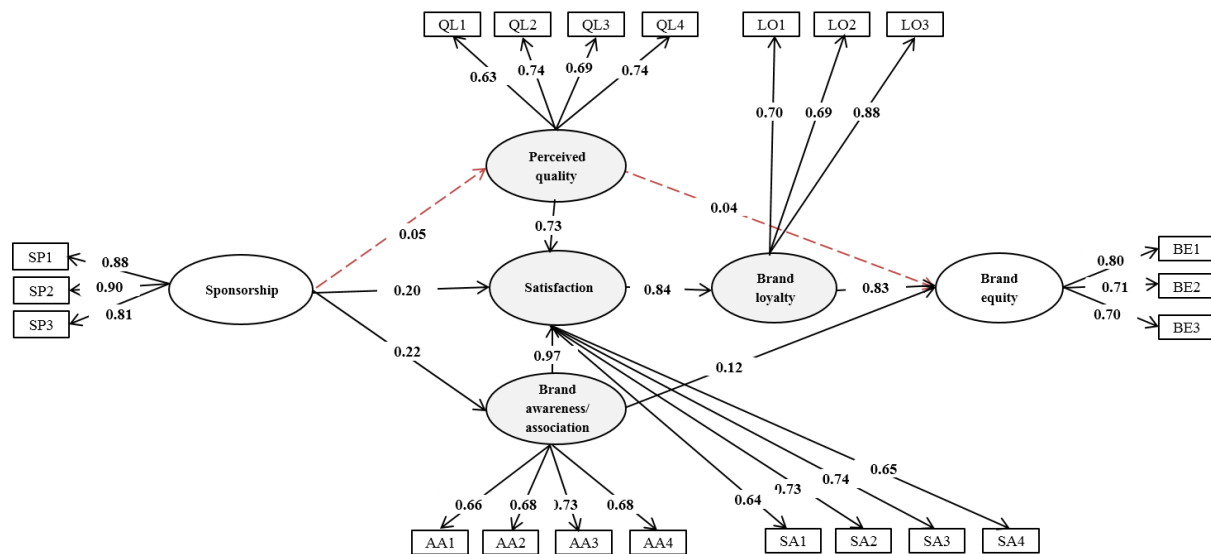 QL1 QL2 QL3 QL4 LO1 LO2 LO3
0.63 0.74 0.69 0.74
0.70 0.69 0.88
Perceived
quality
0.04
0.73
0.05
SP1 0.88
SP2 0.90
SP3 0.81
Sponsorship
0.20
Satisfaction
0.84
Brand
loyalty
0.83
Brand
equity
0.80 BE1
0.71 BE2
0.70 BE3
0.22
0.97
0.12
Brand
awareness/
association
0.66 0.68 0.73 0.68
0.64 0.73 0.74 0.65
AA1 AA2 AA3 AA4 SA1 SA2 SA3 SA4